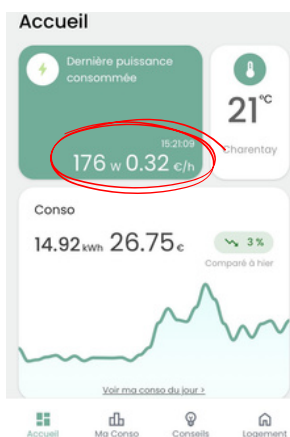 Accueil
Dernière puissance
consommée
15:21:09
176 W 0.32 €/h
21°C
Charentay
Conso
14.92 kWh 26.75 €
3 %
Comparé à hier
Voir ma conso du jour >
Accueil
Ma Conso
Conseils
Logement